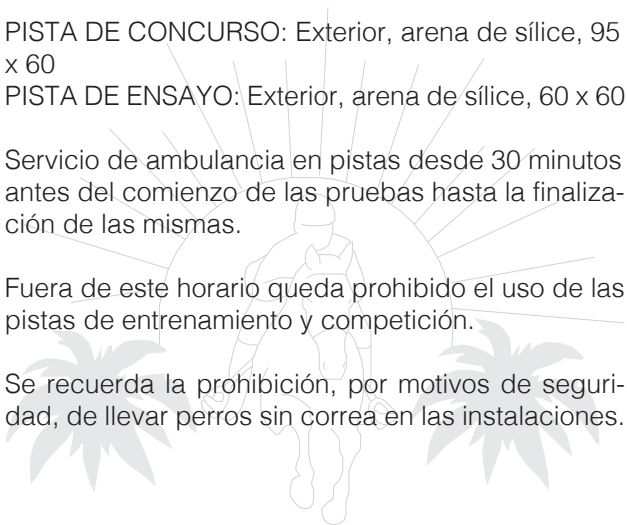 PISTA DE CONCURSO: Exterior, arena de sílice, 95
x 60
PISTA DE ENSAYO: Exterior, arena de sílice, 60 x 60
Servicio de ambulancia en pistas desde 30 minutos
antes del comienzo de las pruebas hasta la finaliza-
ción de las mismas.
Fuera de este horario queda prohibido el uso de las
pistas de entrenamiento y competición.
Se recuerda la prohibición, por motivos de seguri-
dad, de llevar perros sin correa en las instalaciones.